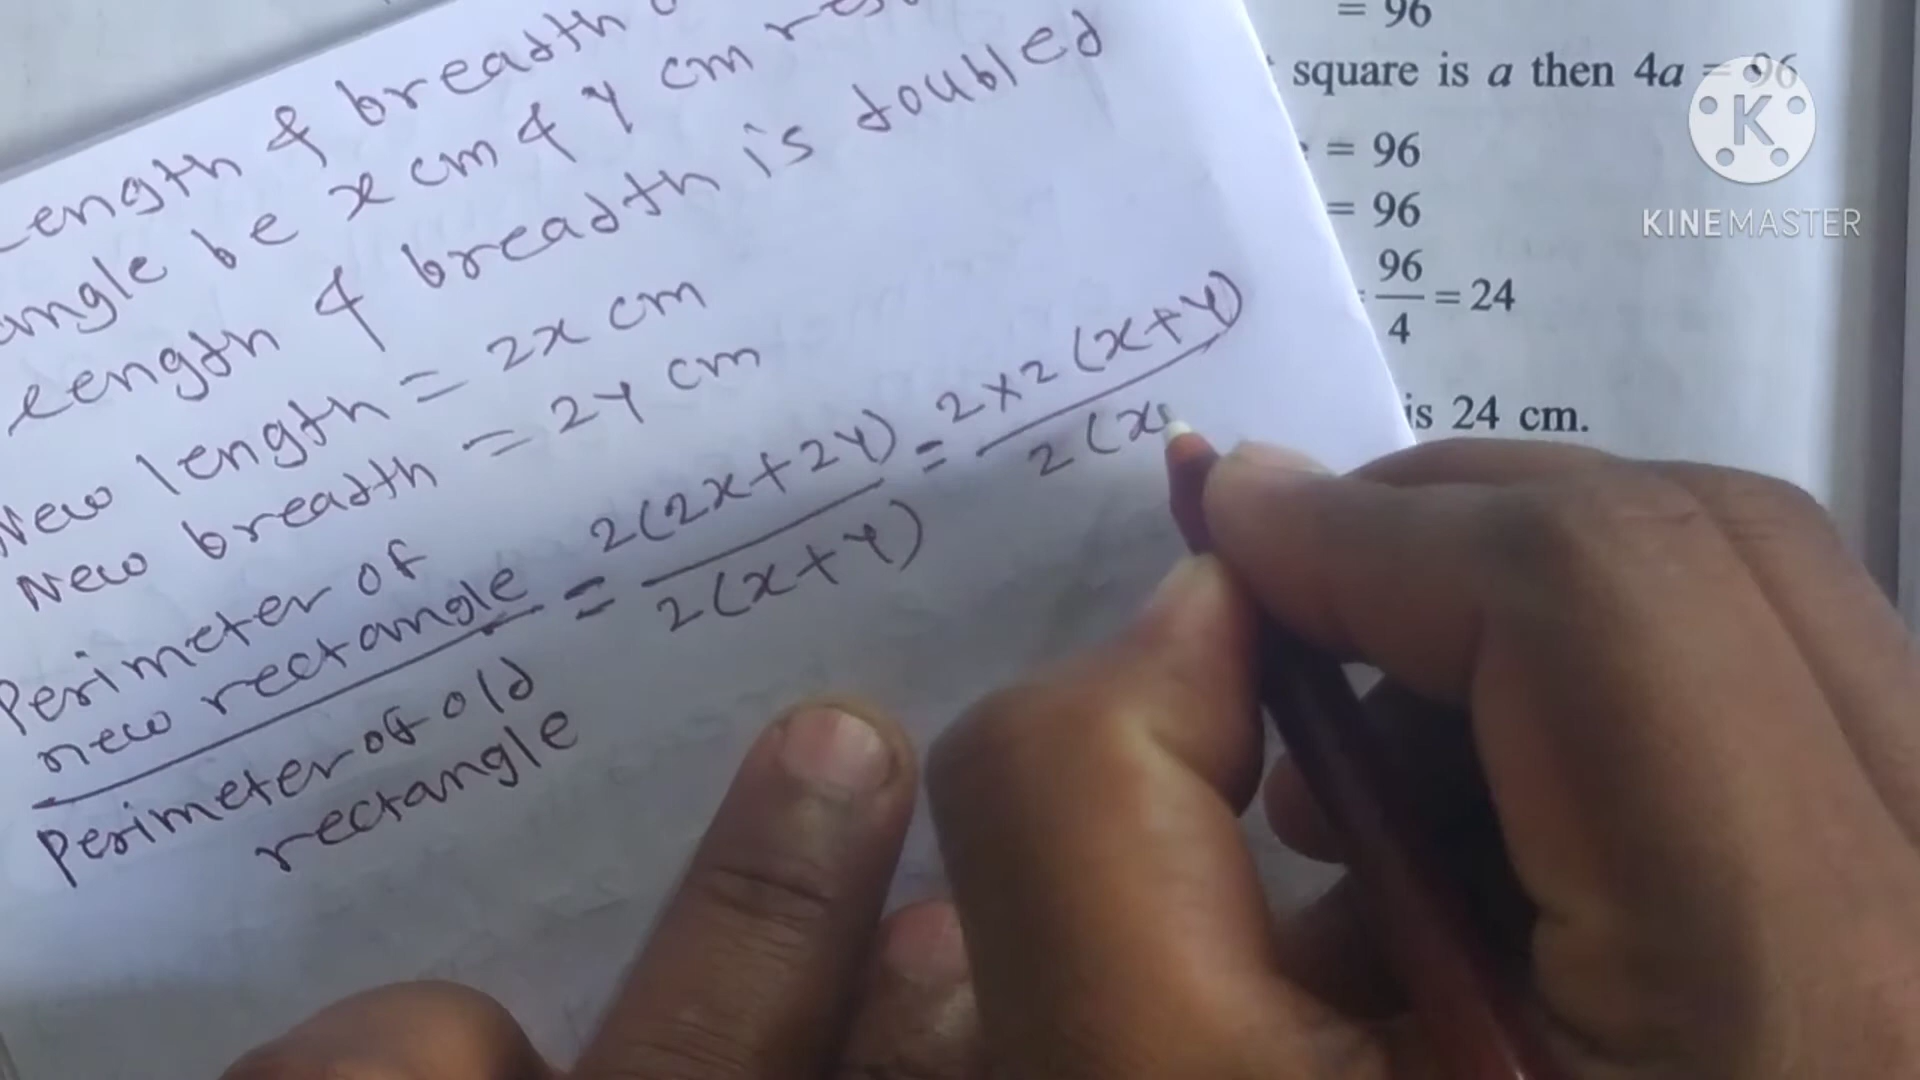 ength & breadth
angle be x cm & y cm
length & breadth is doubled
New length = 2x cm
New breadth = 2y cm
Perimeter of
new rectangle = 2(2x+2y) = 2×2(x+y)
Perimeter of old 2(x+y) 2(x
rectangle
= 96
square is a then 4a = 96
= 96
= 96
96
= 24
4
is 24 cm.
K
KINEMASTER